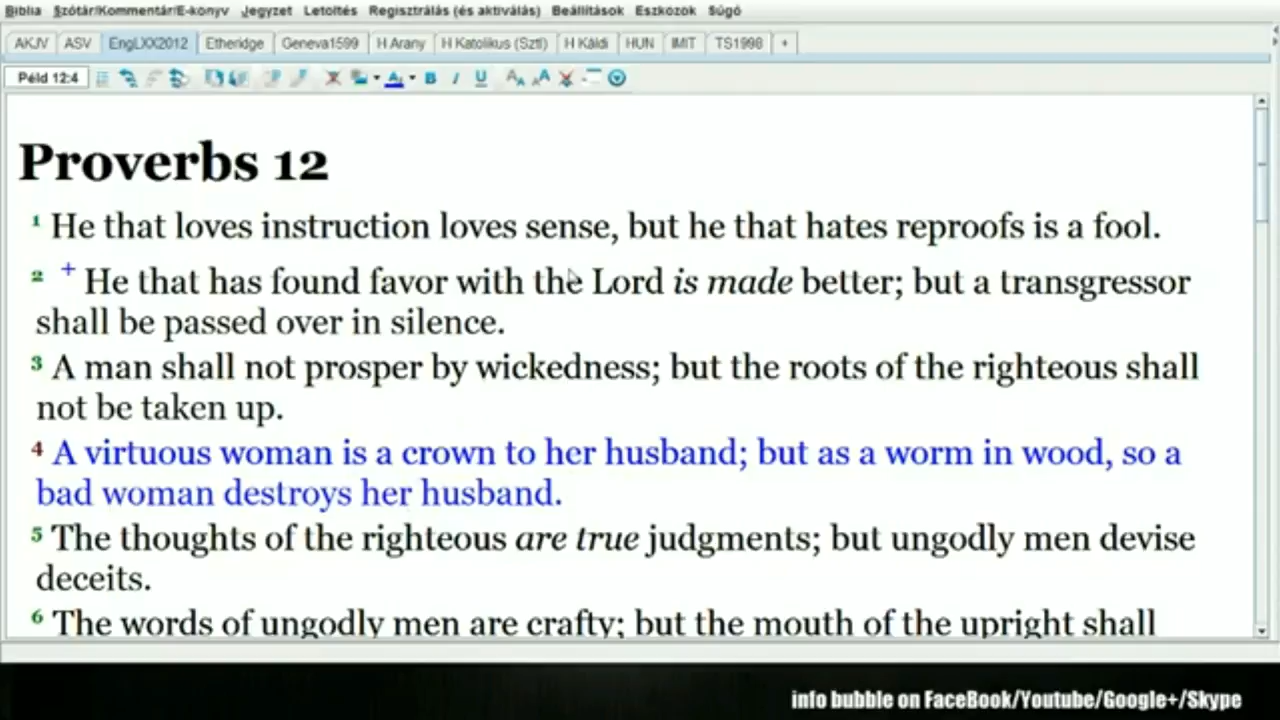 Biblia Szótár/Kommentár/E-könyv Jegyzet Letoltés Regisztrálás (és aktiválás) Beállítások Eszközök Súgó
AKJV ASV EngLXX2012 Etheridge Geneva1599 H Arany H Katolikus (SztI) H Káldi HUN IMIT TS1998 +
Péld 12:4 A B I U
Proverbs 12
1 He that loves instruction loves sense, but he that hates reproofs is a fool.
2 + He that has found favor with the Lord is made better; but a transgressor
shall be passed over in silence.
3 A man shall not prosper by wickedness; but the roots of the righteous shall
not be taken up.
4 A virtuous woman is a crown to her husband; but as a worm in wood, so a
bad woman destroys her husband.
5 The thoughts of the righteous are true judgments; but ungodly men devise
deceits.
6 The words of ungodly men are crafty; but the mouth of the upright shall
info bubble on FaceBook/Youtube/Google+/Skype